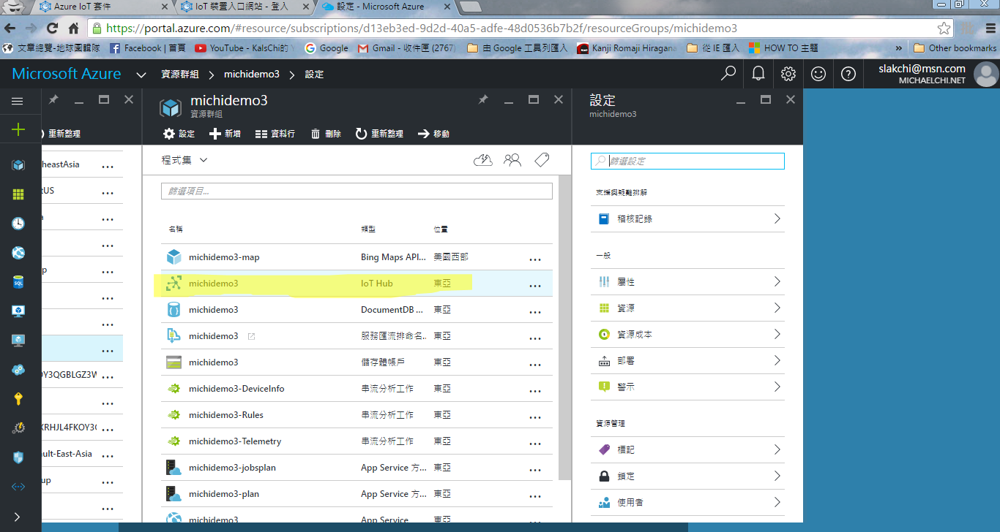 Azure IoT 套件
IoT 裝置入口網站 - 登入
設定 - Microsoft Azure
https://portal.azure.com/#resource/subscriptions/d13eb3ed-9d2d-40a5-adfe-48d0536b7b2f/resourceGroups/michidemo3
文章總覽-地球圖輯隊 Facebook | 首頁 YouTube - KalsChi的 Google Gmail - 收件匣 (2767) 由 Google 工具列匯入 Kanji Romaji Hiragana 從 IE 匯入 HOW TO 主題 » Other bookmarks
Microsoft Azure 資源群組 michidemo3 設定
slakchi@msn.com
MICHAELCHI.NET
重新整理
heastAsia
tUS
a
p
OY3QGBLGZ3W
XRHJL4FKOY3C
ult-East-Asia
up
michidemo3
資源群組
設定 新增 資料行 刪除 重新整理 移動
程式集
篩選項目...
名稱 類型 位置
michidemo3-map Bing Maps API... 美國西部 ...
michidemo3 IoT Hub 東亞 ...
michidemo3 DocumentDB ... 東亞 ...
michidemo3 服務匯流排命名.. 東亞 ...
michidemo3 儲存體帳戶 東亞 ...
michidemo3-DeviceInfo 串流分析工作 東亞 ...
michidemo3-Rules 串流分析工作 東亞 ...
michidemo3-Telemetry 串流分析工作 東亞 ...
michidemo3-jobsplan App Service 方... 東亞 ...
michidemo3-plan App Service 方... 東亞 ...
michidemo3 App Service 東亞 ...
設定
michidemo3
篩選設定
支援與疑難排解
稽核記錄
一般
屬性
資源
資源成本
部署
警示
資源管理
標記
鎖定
使用者
SQL